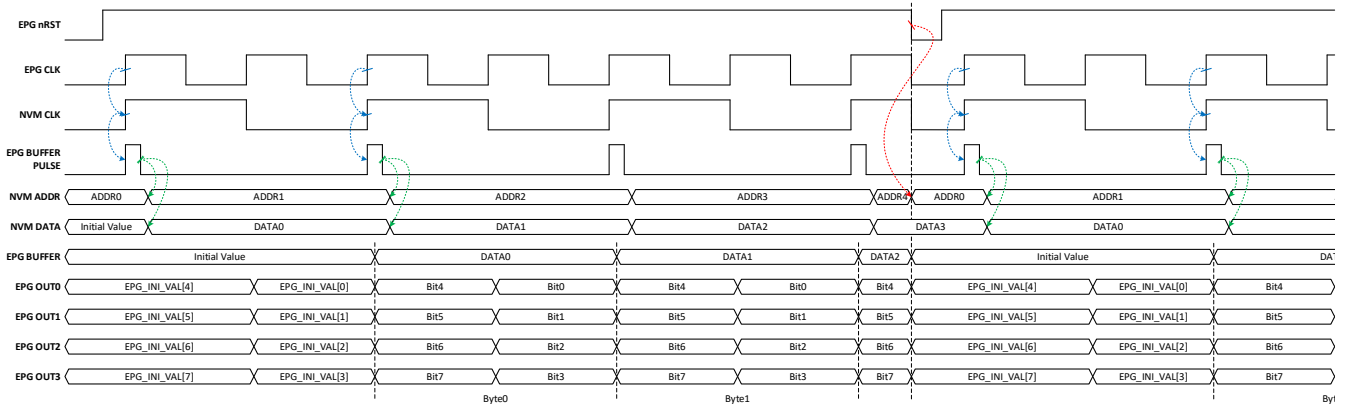 EPG nRST
EPG CLK
NVM CLK
EPG BUFFER
PULSE
NVM ADDR ADDR0 ADDR1 ADDR2 ADDR3 ADDR4 ADDR0 ADDR1
NVM DATA Initial Value DATA0 DATA1 DATA2 DATA3 DATA0
EPG BUFFER Initial Value DATA0 DATA1 DATA2 Initial Value
EPG OUT0 EPG_INI_VAL[4] EPG_INI_VAL[0] Bit4 Bit0 Bit4 Bit0 Bit4 EPG_INI_VAL[4] EPG_INI_VAL[0] Bit4
EPG OUT1 EPG_INI_VAL[5] EPG_INI_VAL[1] Bit5 Bit1 Bit5 Bit1 Bit5 EPG_INI_VAL[5] EPG_INI_VAL[1] Bit5
EPG OUT2 EPG_INI_VAL[6] EPG_INI_VAL[2] Bit6 Bit2 Bit6 Bit2 Bit6 EPG_INI_VAL[6] EPG_INI_VAL[2] Bit6
EPG OUT3 EPG_INI_VAL[7] EPG_INI_VAL[3] Bit7 Bit3 Bit7 Bit3 Bit7 EPG_INI_VAL[7] EPG_INI_VAL[3] Bit7
Byte0 Byte1